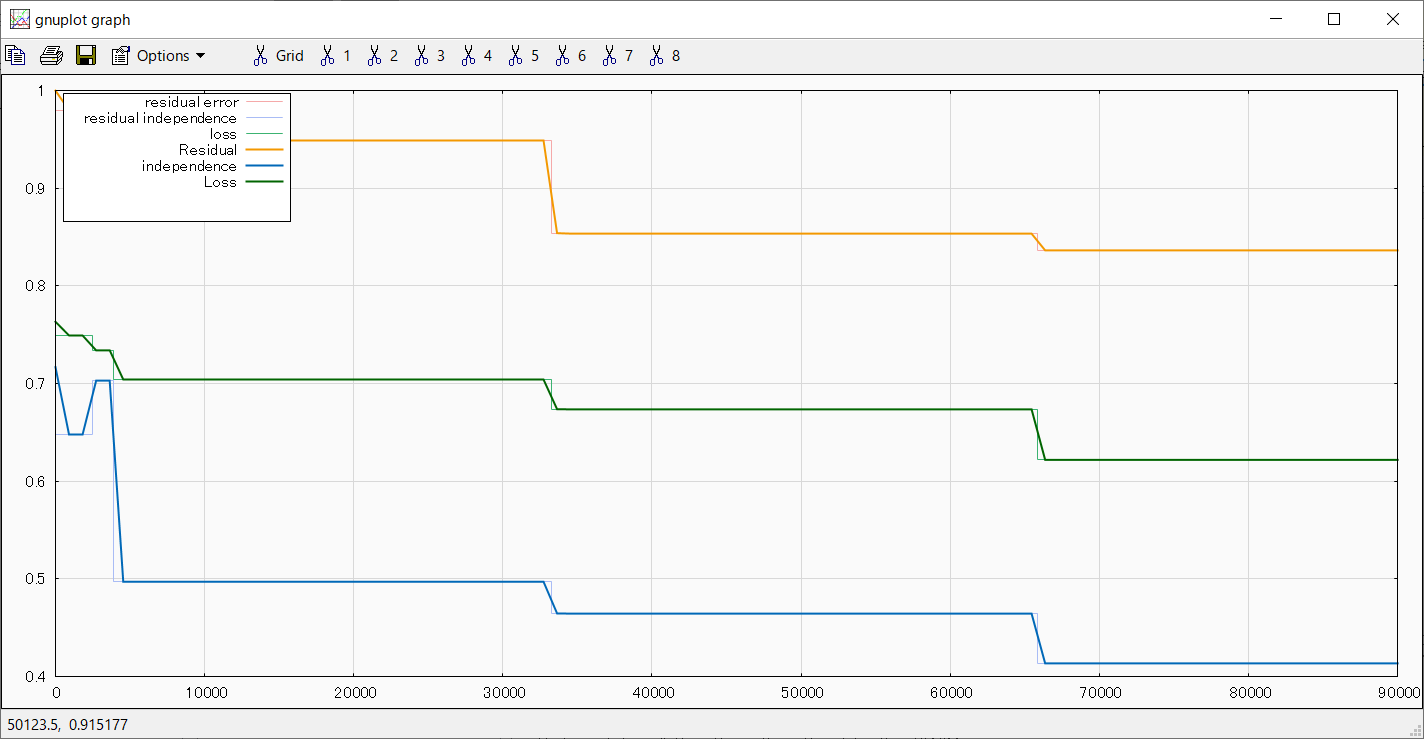 gnuplot graph
Options Grid 1 2 3 4 5 6 7 8
1
0.9
0.8
0.7
0.6
0.5
0.4
residual error
residual independence
loss
Residual
independence
Loss
0 10000 20000 30000 40000 50000 60000 70000 80000 90000
50123.5, 0.915177